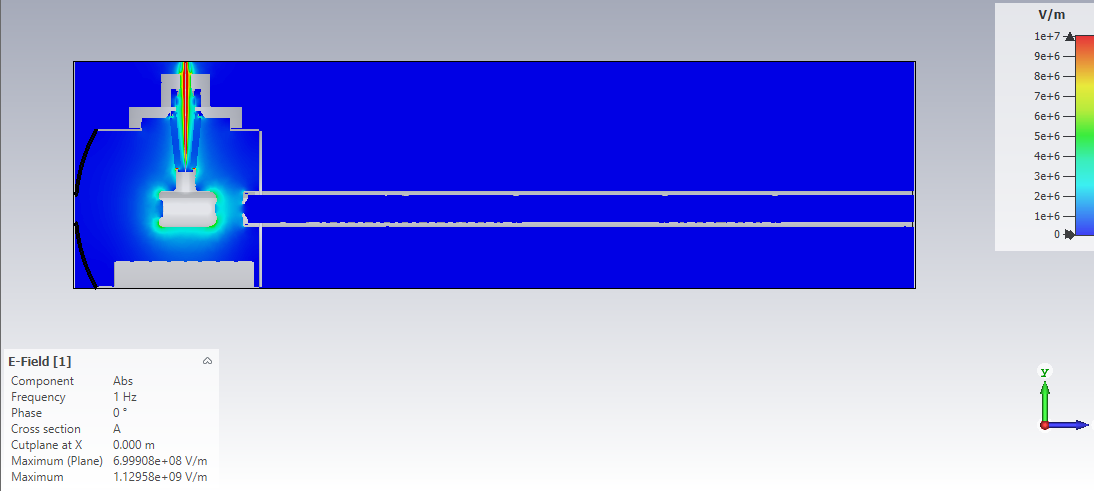 V/m
1e+7
9e+6
8e+6
7e+6
6e+6
5e+6
4e+6
3e+6
2e+6
1e+6
0
E-Field [1]
Component Abs
Frequency 1 Hz
Phase 0 °
Cross section A
Cutplane at X 0.000 m
Maximum (Plane) 6.99908e+08 V/m
Maximum 1.12958e+09 V/m
y